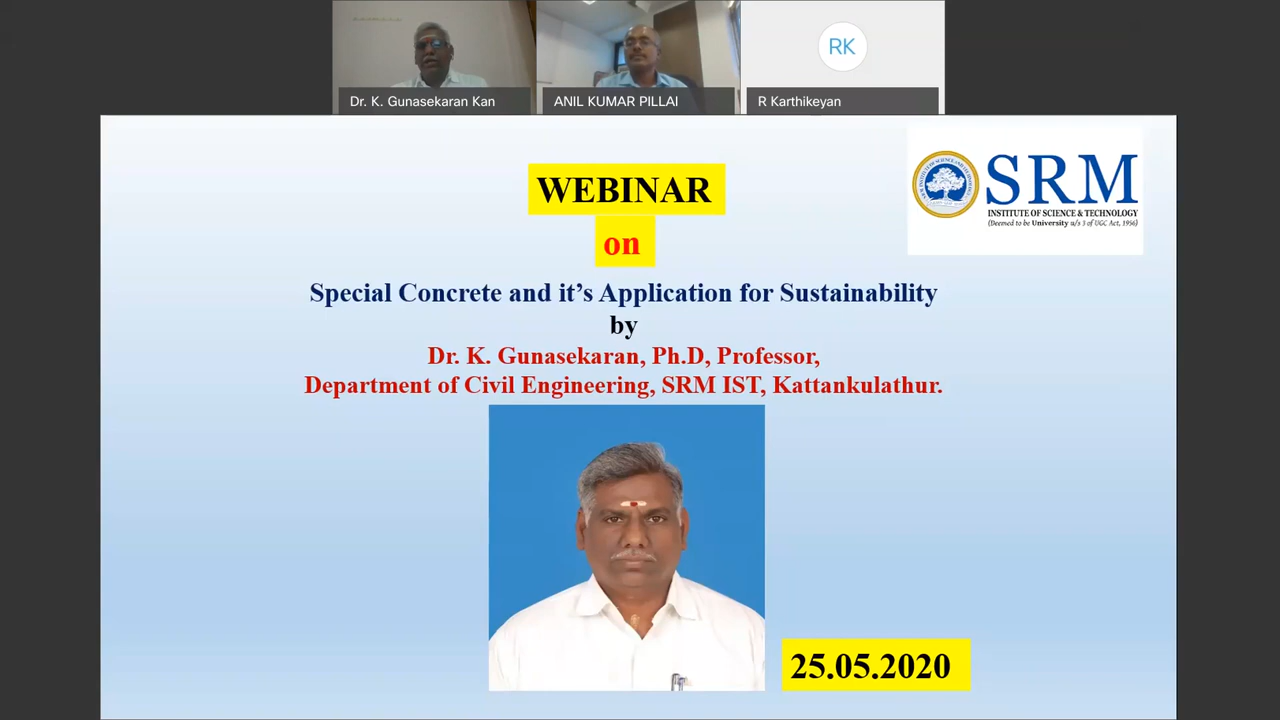 Dr. K. Gunasekaran Kan
ANIL KUMAR PILLAI
RK
R Karthikeyan
WEBINAR
on
Special Concrete and it's Application for Sustainability
by
Dr. K. Gunasekaran, Ph.D, Professor,
Department of Civil Engineering, SRM IST, Kattankulathur.
SRM
INSTITUTE OF SCIENCE & TECHNOLOGY
(Deemed to be University u/s 3 of UGC Act, 1956)
25.05.2020